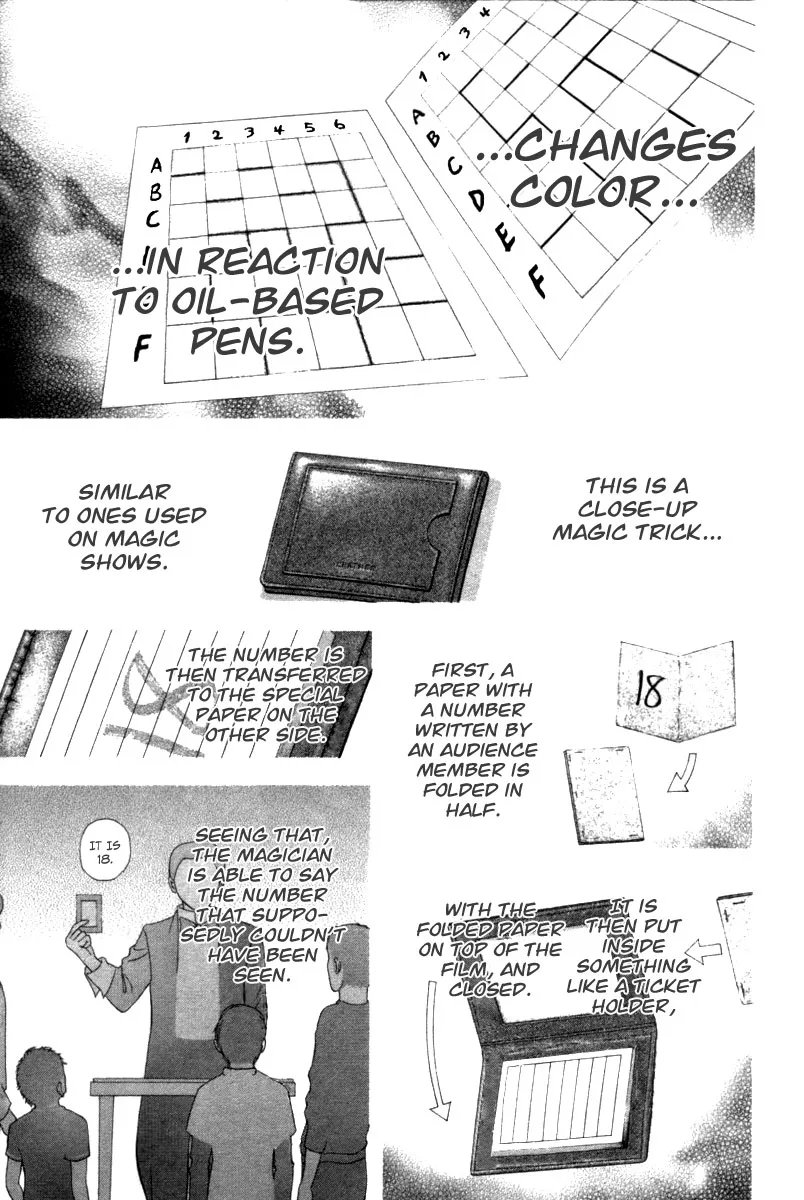 1 2 3 4
A
B
C
D
E
F
...CHANGES
COLOR...
1 2 3 4 5 6
A
B
C
F
...IN REACTION
TO OIL-BASED
PENS.
THIS IS A
CLOSE-UP
MAGIC TRICK...
SIMILAR
TO ONES USED
ON MAGIC
SHOWS.
FIRST, A
PAPER WITH
A NUMBER
WRITTEN BY
AN AUDIENCE
MEMBER IS
FOLDED IN
HALF.
18
IT IS
THEN PUT
INSIDE
SOMETHING
LIKE A TICKET
HOLDER,
WITH THE
FOLDED PAPER
ON TOP OF THE
FILM, AND
CLOSED.
THE NUMBER IS
THEN TRANSFERRED
TO THE SPECIAL
PAPER ON THE
OTHER SIDE.
18
SEEING THAT,
THE MAGICIAN
IS ABLE TO SAY
THE NUMBER
THAT SUPPO-
SEDLY COULDN'T
HAVE BEEN
SEEN.
IT IS
18.